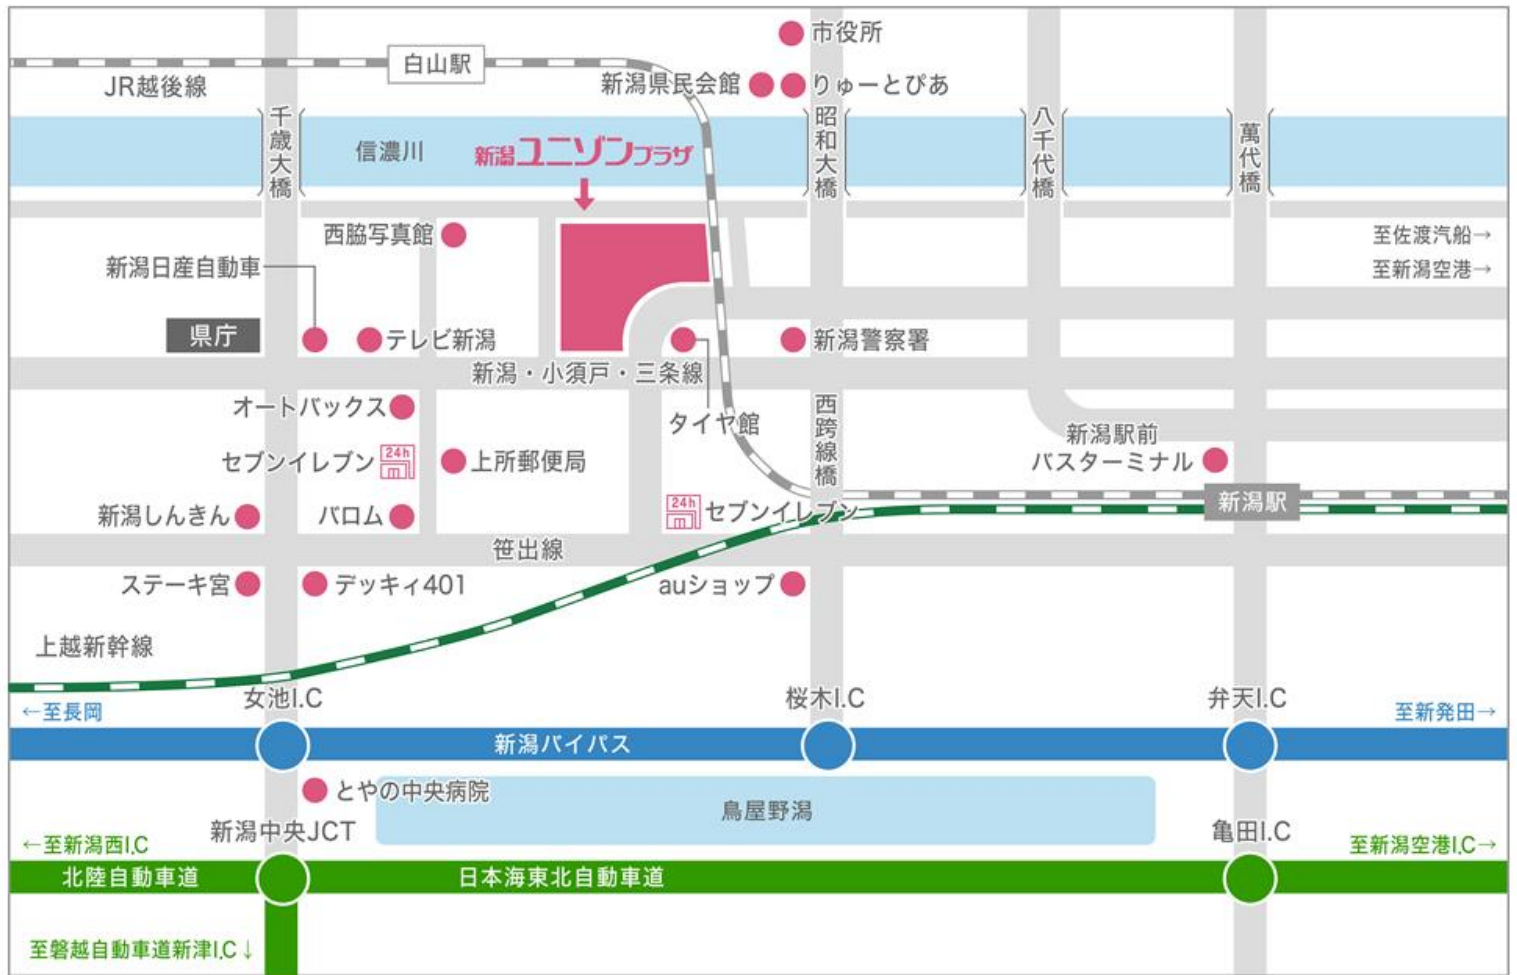 市役所
白山駅
JR越後線
新潟県民会館
りゅーとぴあ
千歳大橋
信濃川
新潟ユニゾンプラザ
昭和大橋
八千代橋
萬代橋
西脇写真館
至佐渡汽船→
新潟日産自動車
至新潟空港→
県庁
テレビ新潟
新潟警察署
新潟・小須戸・三条線
オートバックス
タイヤ館
西跨線橋
新潟駅前
バスターミナル
セブンイレブン
24h
上所郵便局
新潟しんきん
バロム
24h
セブンイレブン
新潟駅
笹出線
ステーキ宮
デッキィ401
auショップ
上越新幹線
女池I.C
桜木I.C
弁天I.C
←至長岡
至新発田→
新潟バイパス
とやの中央病院
鳥屋野潟
新潟中央JCT
亀田I.C
←至新潟西I.C
至新潟空港I.C→
北陸自動車道
日本海東北自動車道
至磐越自動車道新津I.C↓